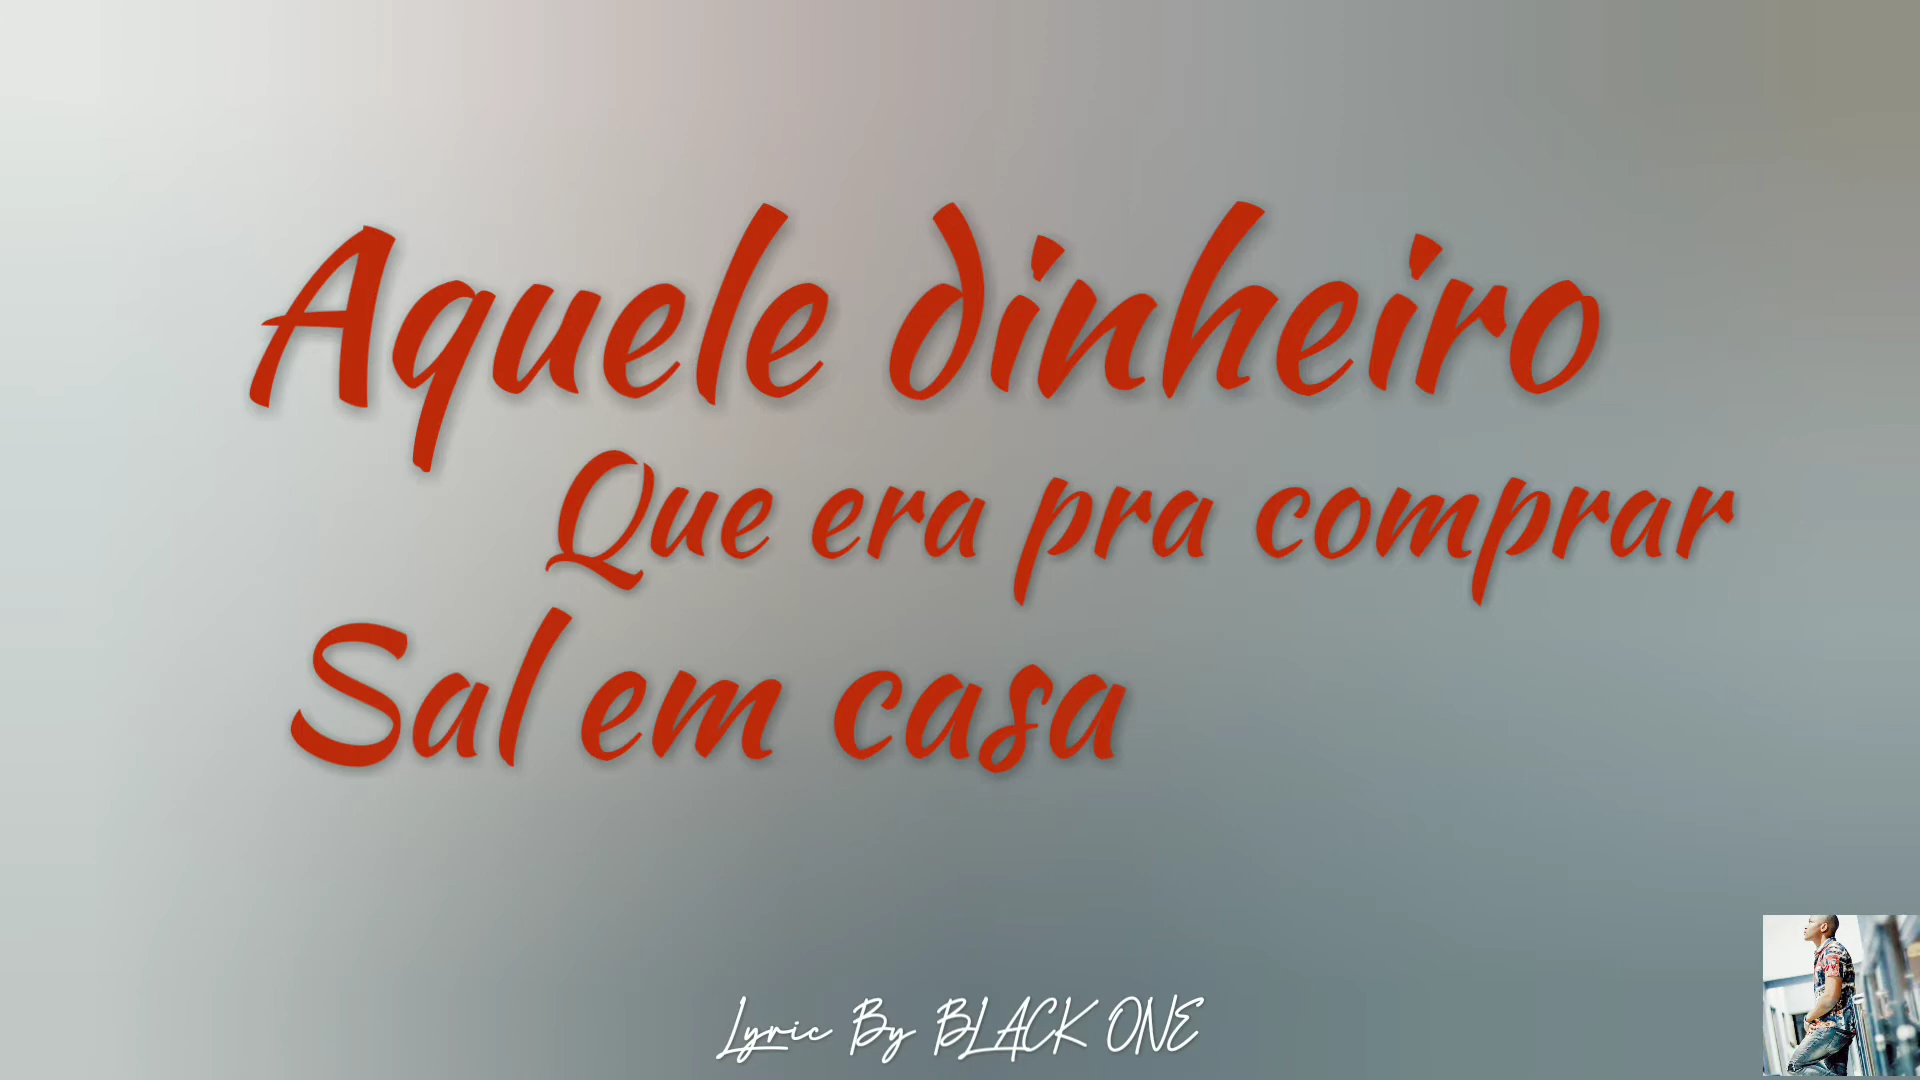 Aquele dinheiro
Que era pra comprar
Sal em casa
Lyric By BLACK ONE